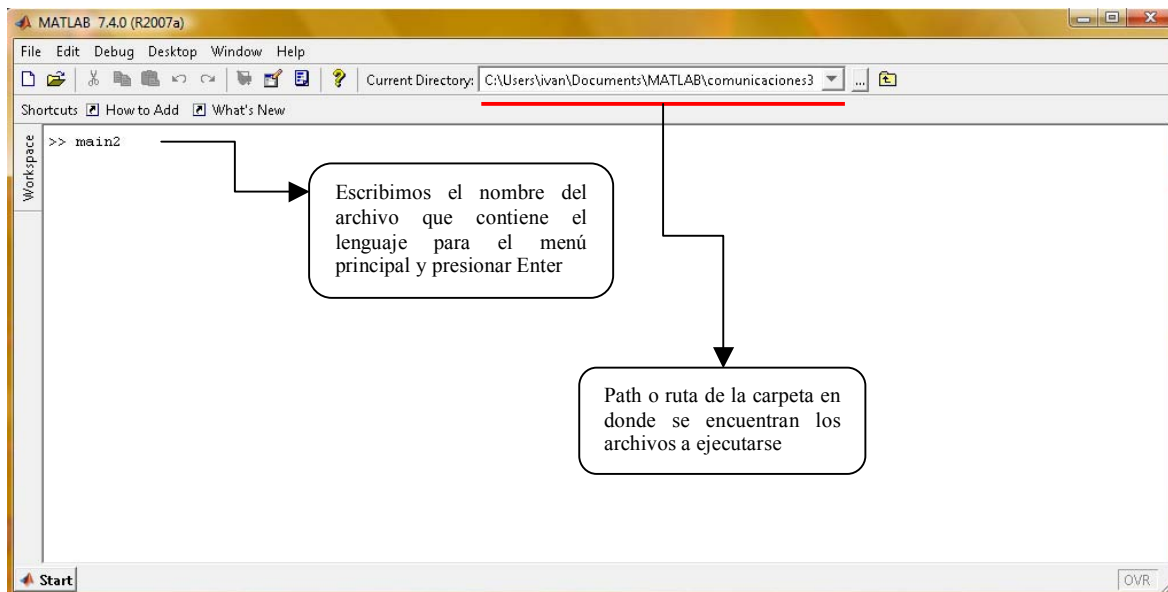 MATLAB 7.4.0 (R2007a)
File Edit Debug Desktop Window Help
Current Directory: C:\Users\ivan\Documents\MATLAB\comunicaciones3 ...
Shortcuts How to Add What's New
Workspace
>> main2
Escribimos el nombre del
archivo que contiene el
lenguaje para el menú
principal y presionar Enter
Path o ruta de la carpeta en
donde se encuentran los
archivos a ejecutarse
Start
OVR